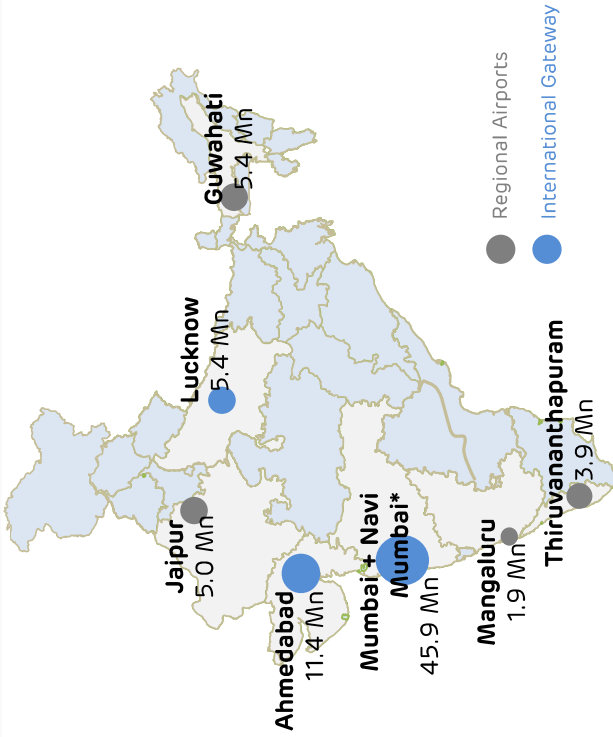 Guwahati
5.4 Mn
Lucknow
5.4 Mn
Jaipur
5.0 Mn
Ahmedabad
11.4 Mn
Mumbai + Navi
Mumbai*
45.9 Mn
Mangaluru
1.9 Mn
Thiruvananthapuram
3.9 Mn
Regional Airports
International Gateway